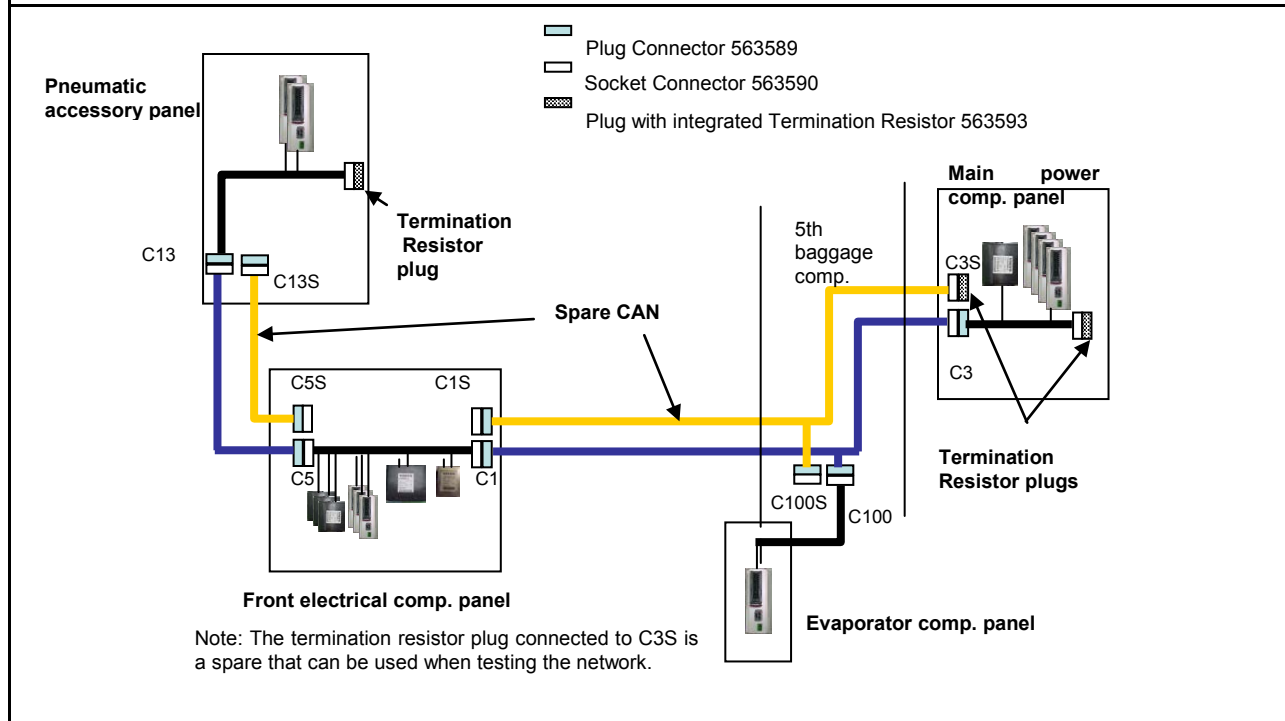 Plug Connector 563589
Socket Connector 563590
Plug with integrated Termination Resistor 563593
Pneumatic
accessory panel
Termination
Resistor
plug
C13
C13S
Spare CAN
5th
baggage
comp.
Main power
comp. panel
C3S
C3
C5S
C1S
C5
C1
C100S
C100
Termination
Resistor plugs
Front electrical comp. panel
Evaporator comp. panel
Note: The termination resistor plug connected to C3S is
a spare that can be used when testing the network.